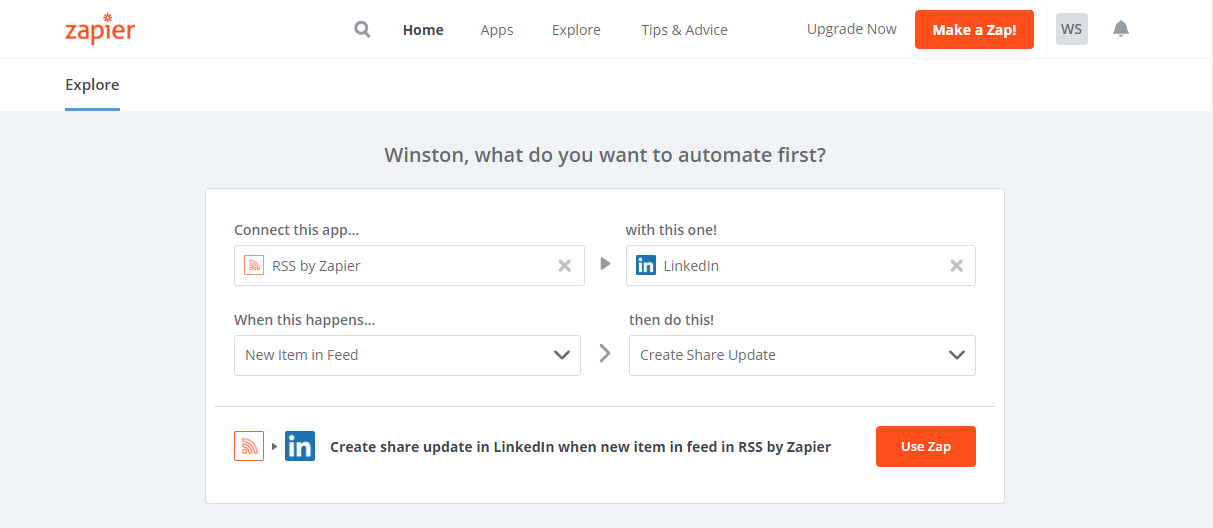 zapier
Home Apps Explore Tips & Advice Upgrade Now Make a Zap! WS
Explore
Winston, what do you want to automate first?
Connect this app... with this one!
RSS by Zapier in LinkedIn
When this happens... then do this!
New Item in Feed Create Share Update
in Create share update in LinkedIn when new item in feed in RSS by Zapier Use Zap